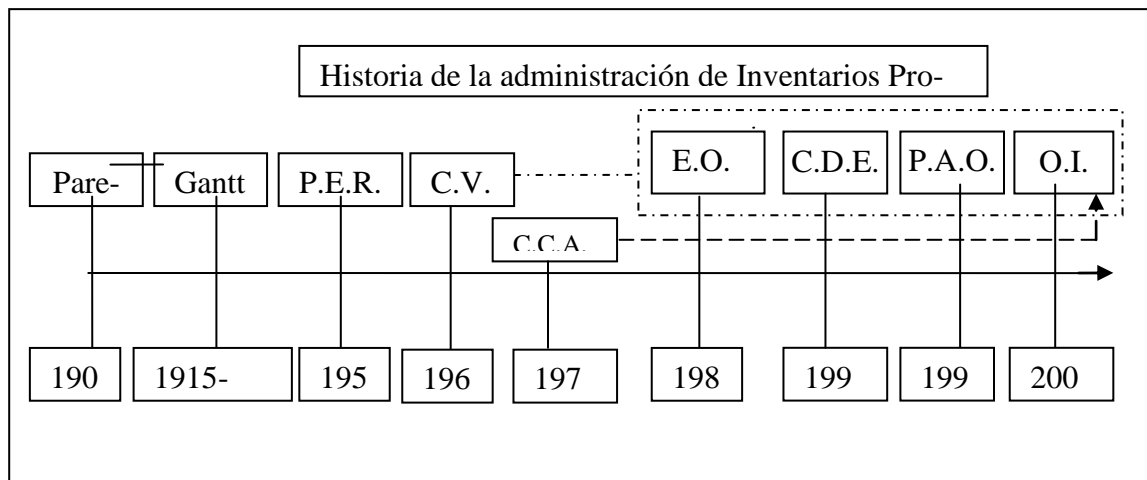 Historia de la administración de Inventarios Pro-
Pare-
Gantt
P.E.R.
C.V.
E.O.
C.D.E.
P.A.O.
O.I.
C.C.A.
190
1915-
195
196
197
198
199
199
200